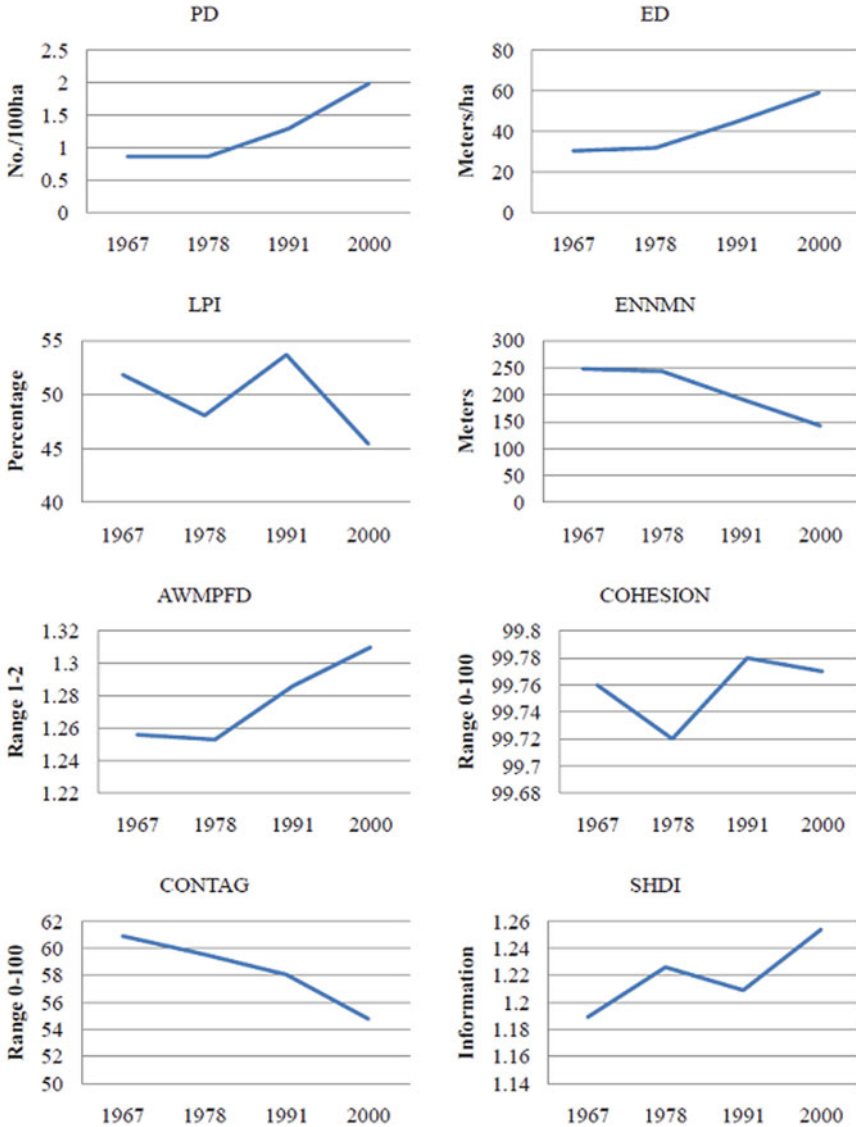 PD
No./100ha
2.5
2
1.5
1
0.5
0
1967 1978 1991 2000
ED
Meters/ha
80
60
40
20
0
1967 1978 1991 2000
LPI
Percentage
55
50
45
40
1967 1978 1991 2000
ENNMN
Meters
300
250
200
150
100
50
0
1967 1978 1991 2000
AWMPFD
Range 1-2
1.32
1.3
1.28
1.26
1.24
1.22
1967 1978 1991 2000
COHESION
Range 0-100
99.8
99.78
99.76
99.74
99.72
99.7
99.68
1967 1978 1991 2000
CONTAG
Range 0-100
62
60
58
56
54
52
50
1967 1978 1991 2000
SHDI
Information
1.26
1.24
1.22
1.2
1.18
1.16
1.14
1967 1978 1991 2000